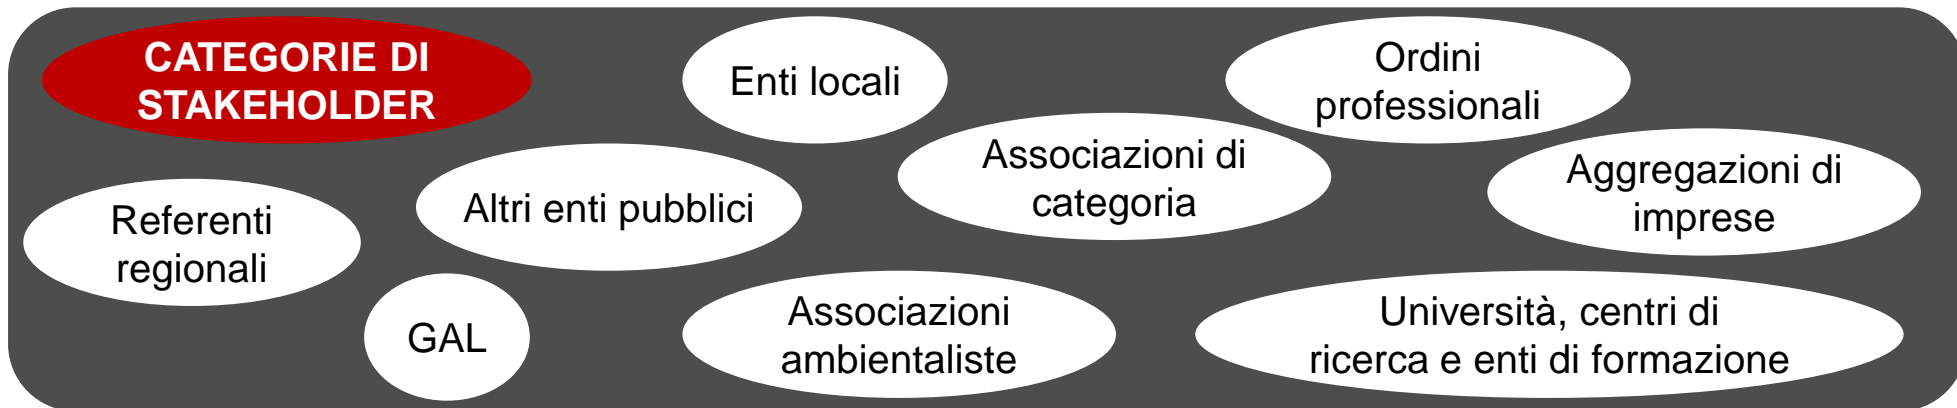 CATEGORIE DI
STAKEHOLDER
Enti locali
Ordini
professionali
Associazioni di
categoria
Aggregazioni di
imprese
Altri enti pubblici
Referenti
regionali
GAL
Associazioni
ambientaliste
Università, centri di
ricerca e enti di formazione